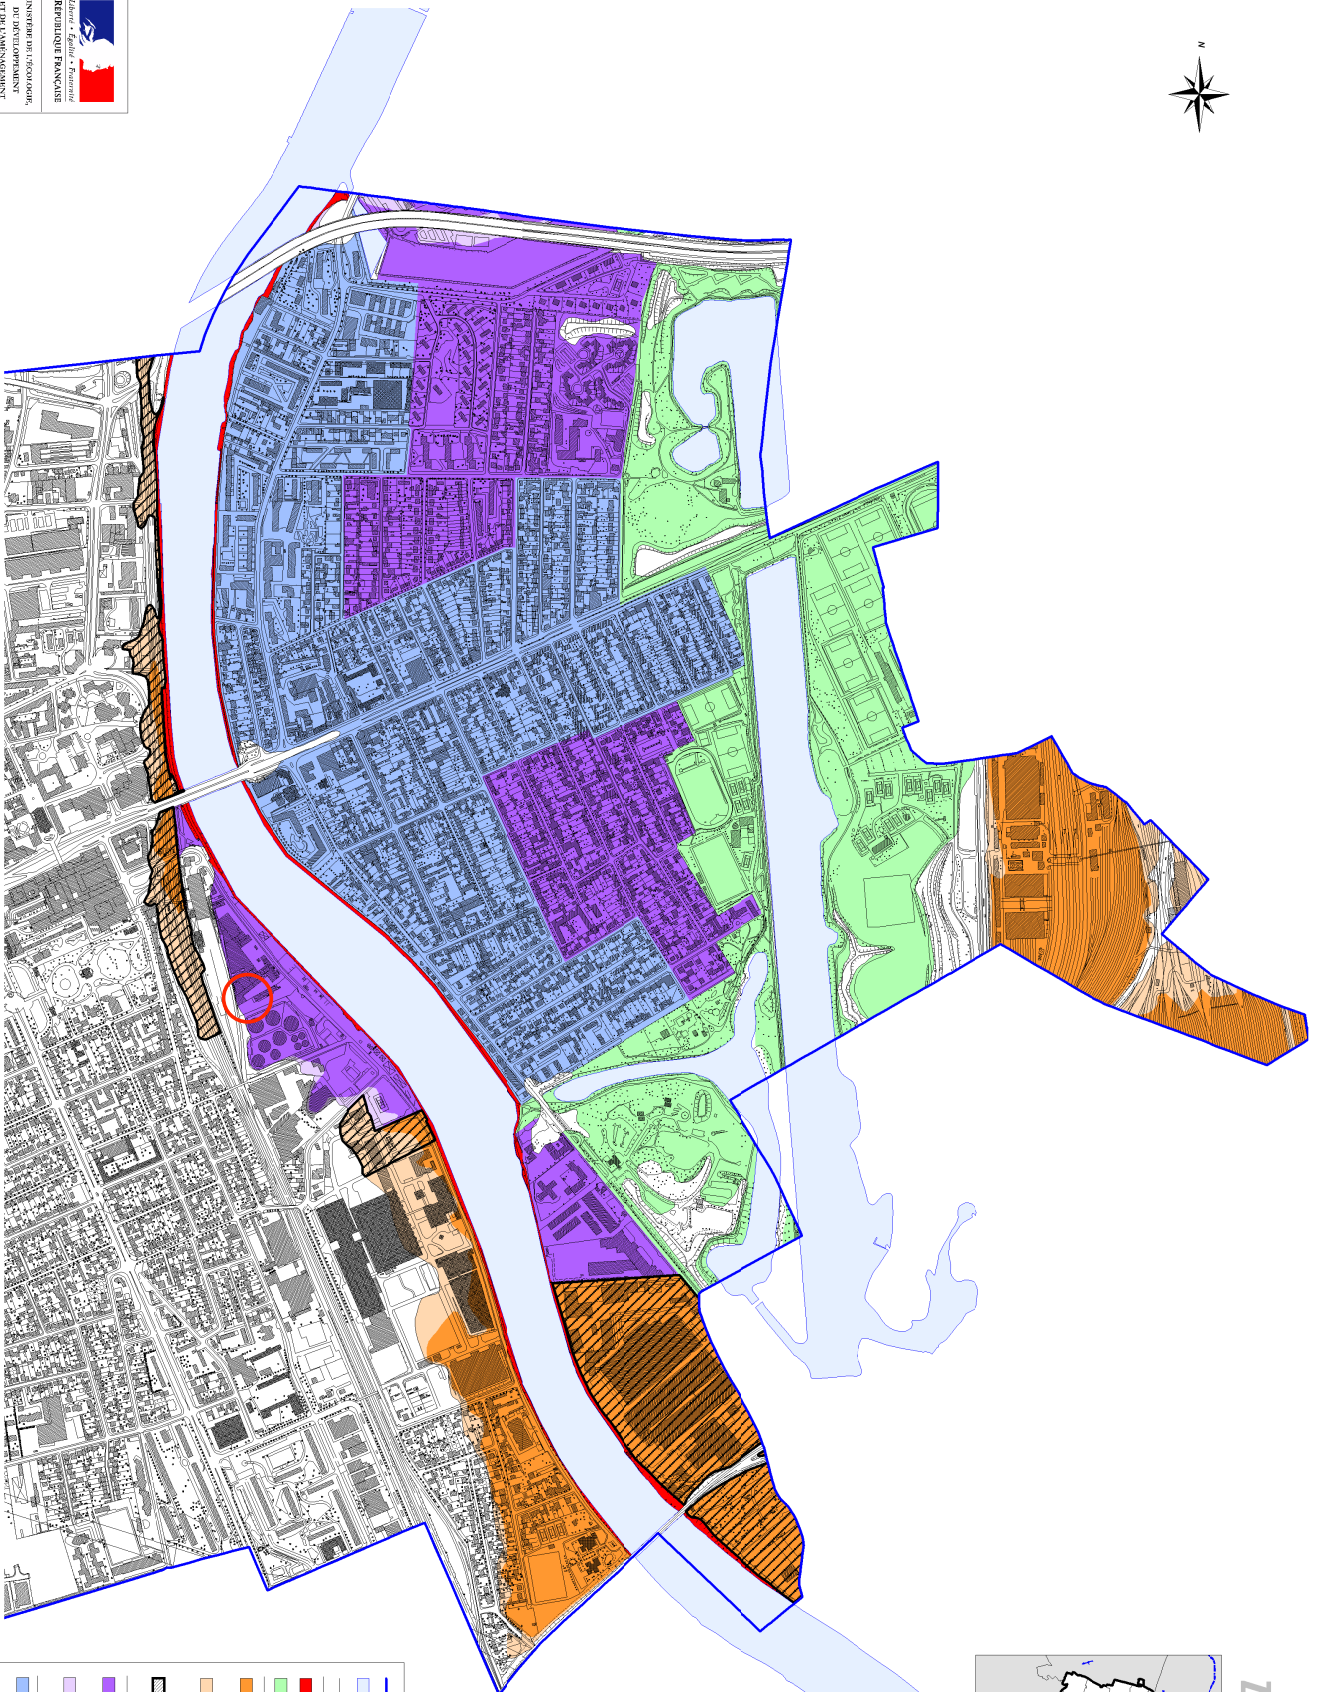 Liberté • Égalité • Fraternité
RÉPUBLIQUE FRANÇAISE
MINISTÈRE DE L'ÉCOLOGIE,
DU DÉVELOPPEMENT
ET DE L'AMÉNAGEMENT
N
Z